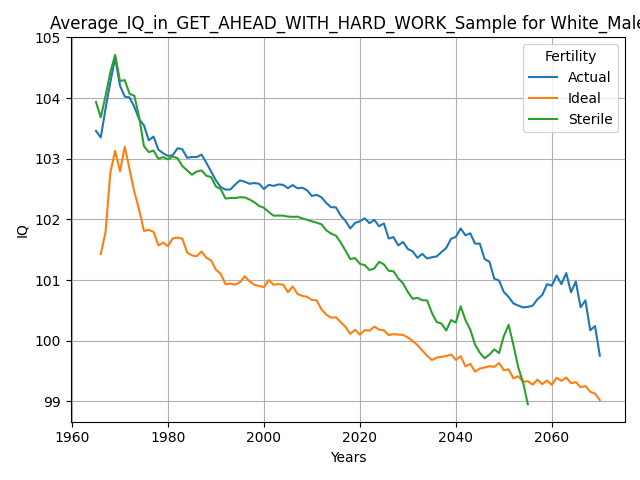 Average_IQ_in_GET_AHEAD_WITH_HARD_WORK_Sample for White_Male
Fertility
Actual
Ideal
Sterile
105
104
103
102
101
100
99
IQ
1960
1980
2000
2020
2040
2060
Years